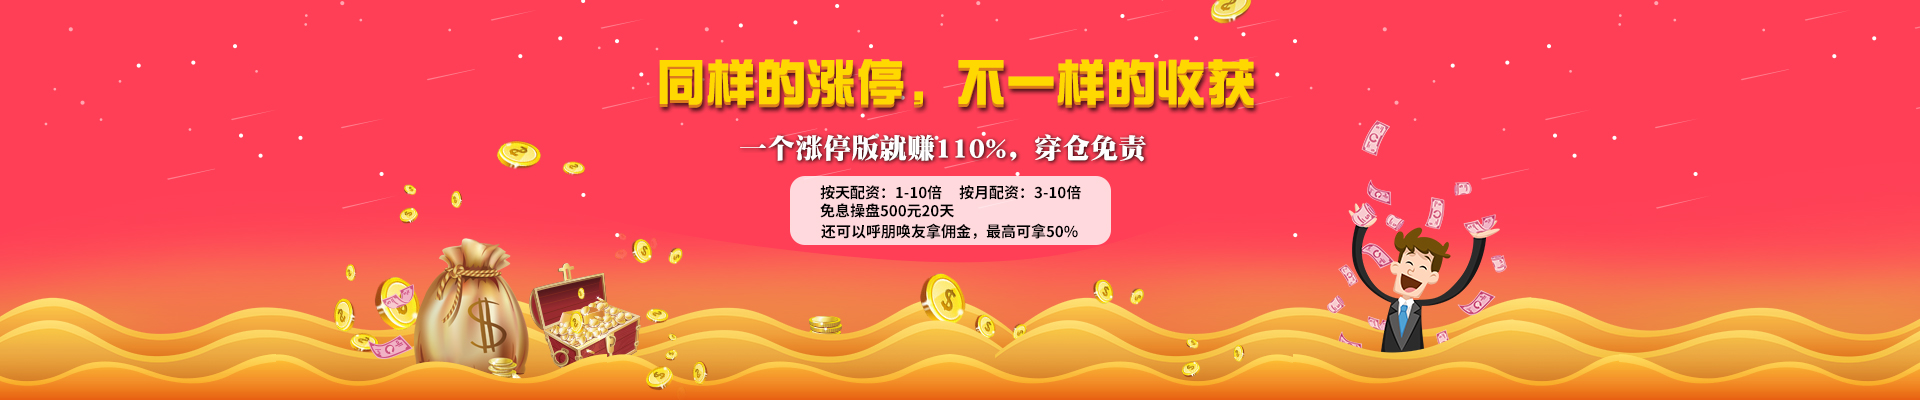 同样的涨停，不一样的收获
一个涨停版就赚110%，穿仓免责
按天配资：1-10倍 按月配资：3-10倍
免息操盘500元20天
还可以呼朋唤友拿佣金，最高可拿50%